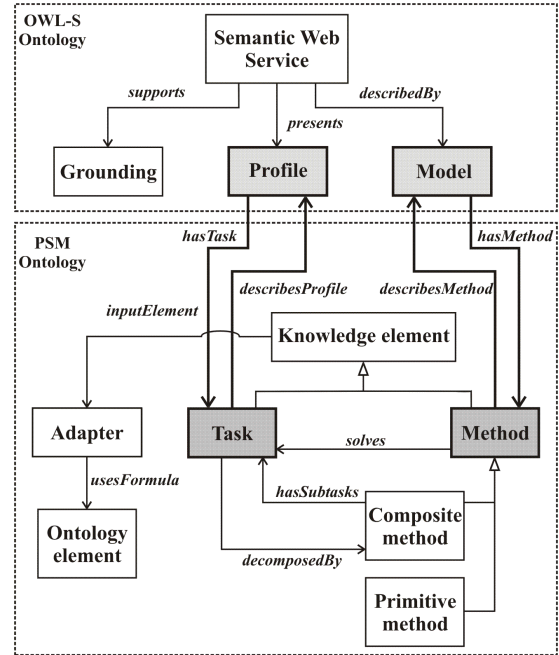 OWL-S
Ontology
Semantic Web
Service
supports
presents
describedBy
Grounding
Profile
Model
PSM
Ontology
hasTask
hasMethod
describesProfile
describesMethod
inputElement
Knowledge element
Adapter
Task
solves
Method
usesFormula
hasSubtasks
Ontology
element
Composite
method
decomposedBy
Primitive
method